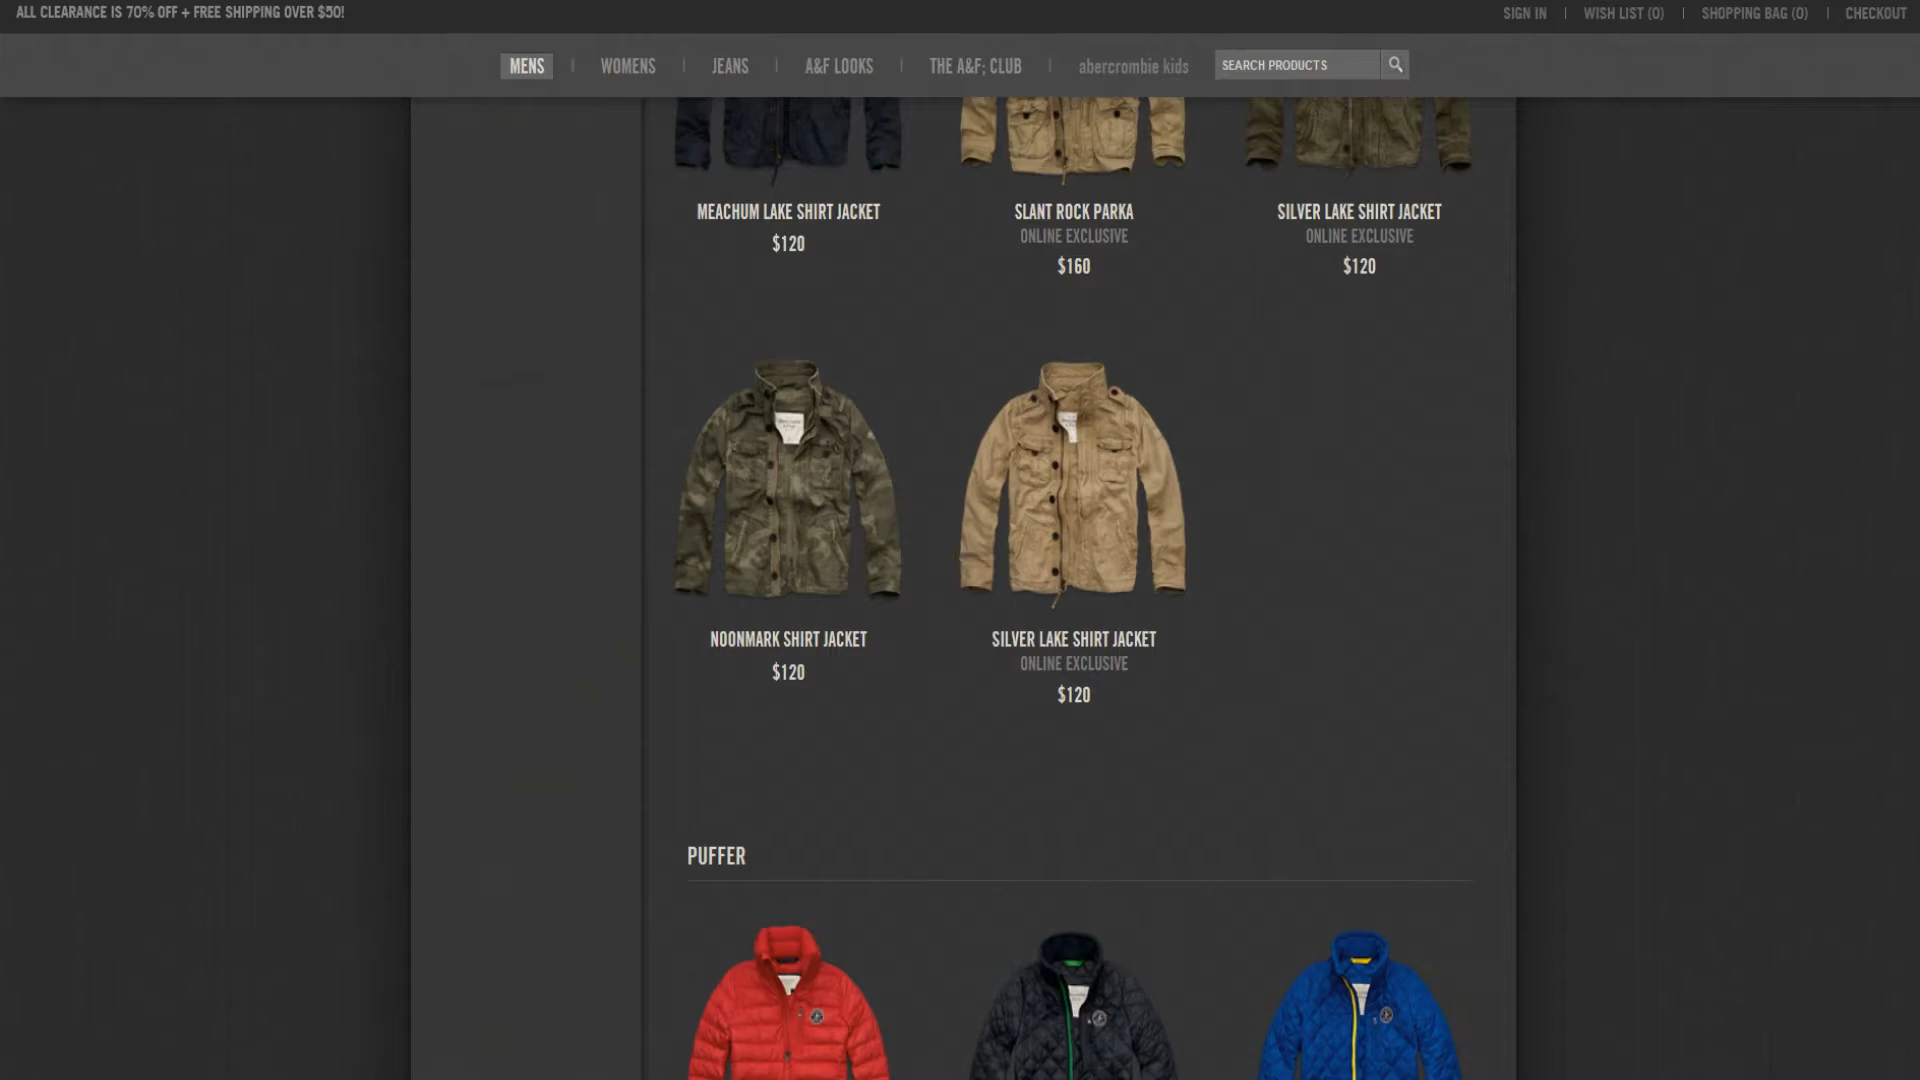 ALL CLEARANCE IS 70% OFF + FREE SHIPPING OVER $50!
SIGN IN | WISH LIST (0) | SHOPPING BAG (0) | CHECKOUT
MENS | WOMENS | JEANS | A&F LOOKS | THE A&F; CLUB | abercrombie kids
SEARCH PRODUCTS
MEACHUM LAKE SHIRT JACKET
$120
SLANT ROCK PARKA
ONLINE EXCLUSIVE
$160
SILVER LAKE SHIRT JACKET
ONLINE EXCLUSIVE
$120
NOONMARK SHIRT JACKET
$120
SILVER LAKE SHIRT JACKET
ONLINE EXCLUSIVE
$120
PUFFER